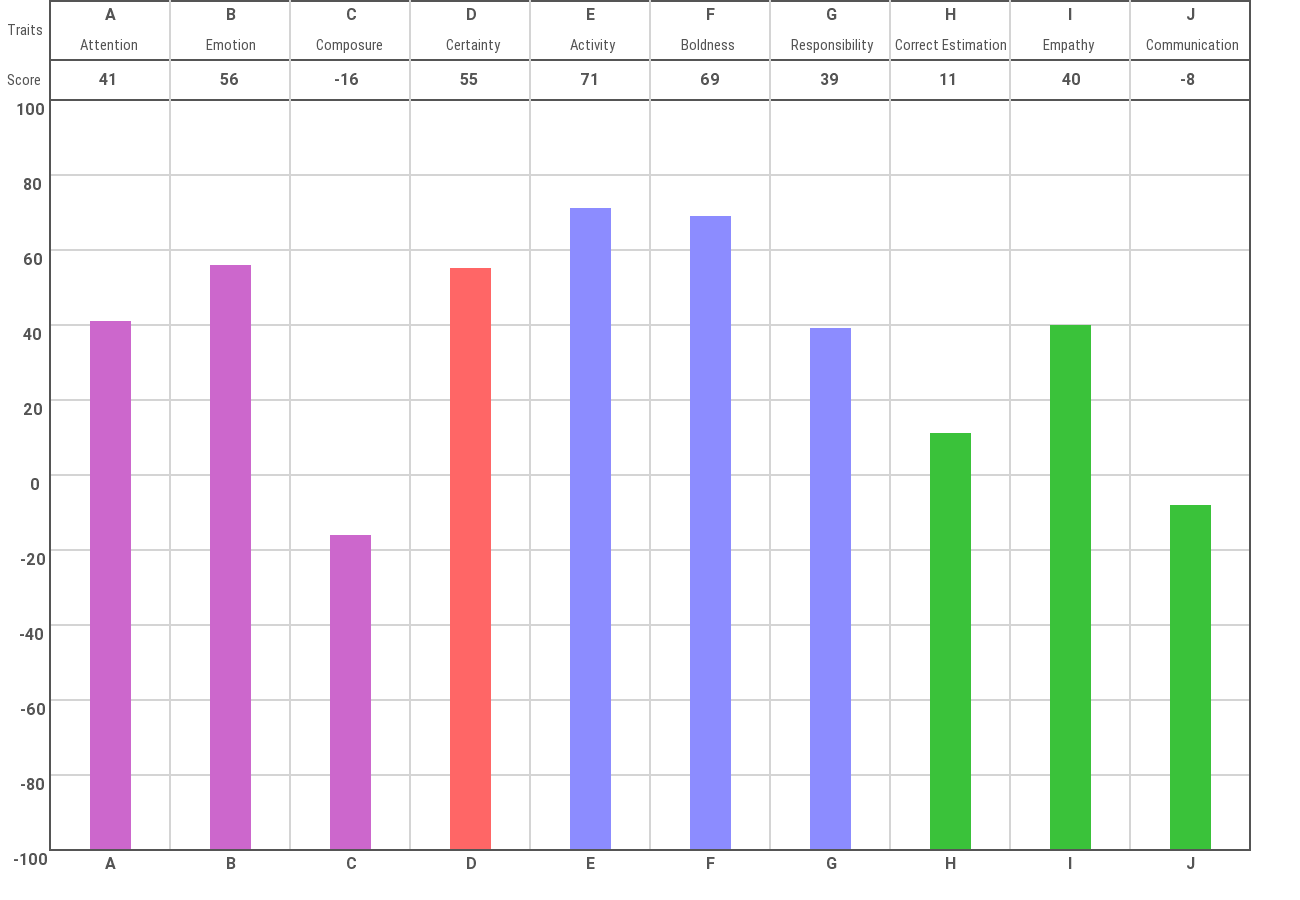 Traits
A B C D E F G H I J
Attention Emotion Composure Certainty Activity Boldness Responsibility Correct Estimation Empathy Communication
Score 41 56 -16 55 71 69 39 11 40 -8
100
80
60
40
20
0
-20
-40
-60
-80
-100
A B C D E F G H I J